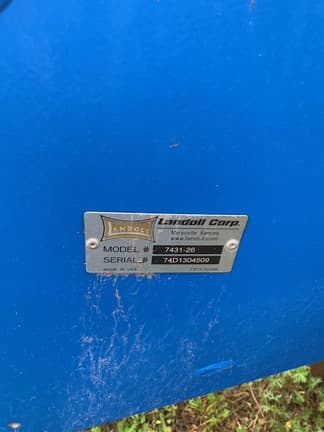 LANDOLL
Landoll Corp.
Marysville, Kansas
www.landoll.com
MODEL # 7431-26
SERIAL # 74D1304509
MADE IN USA